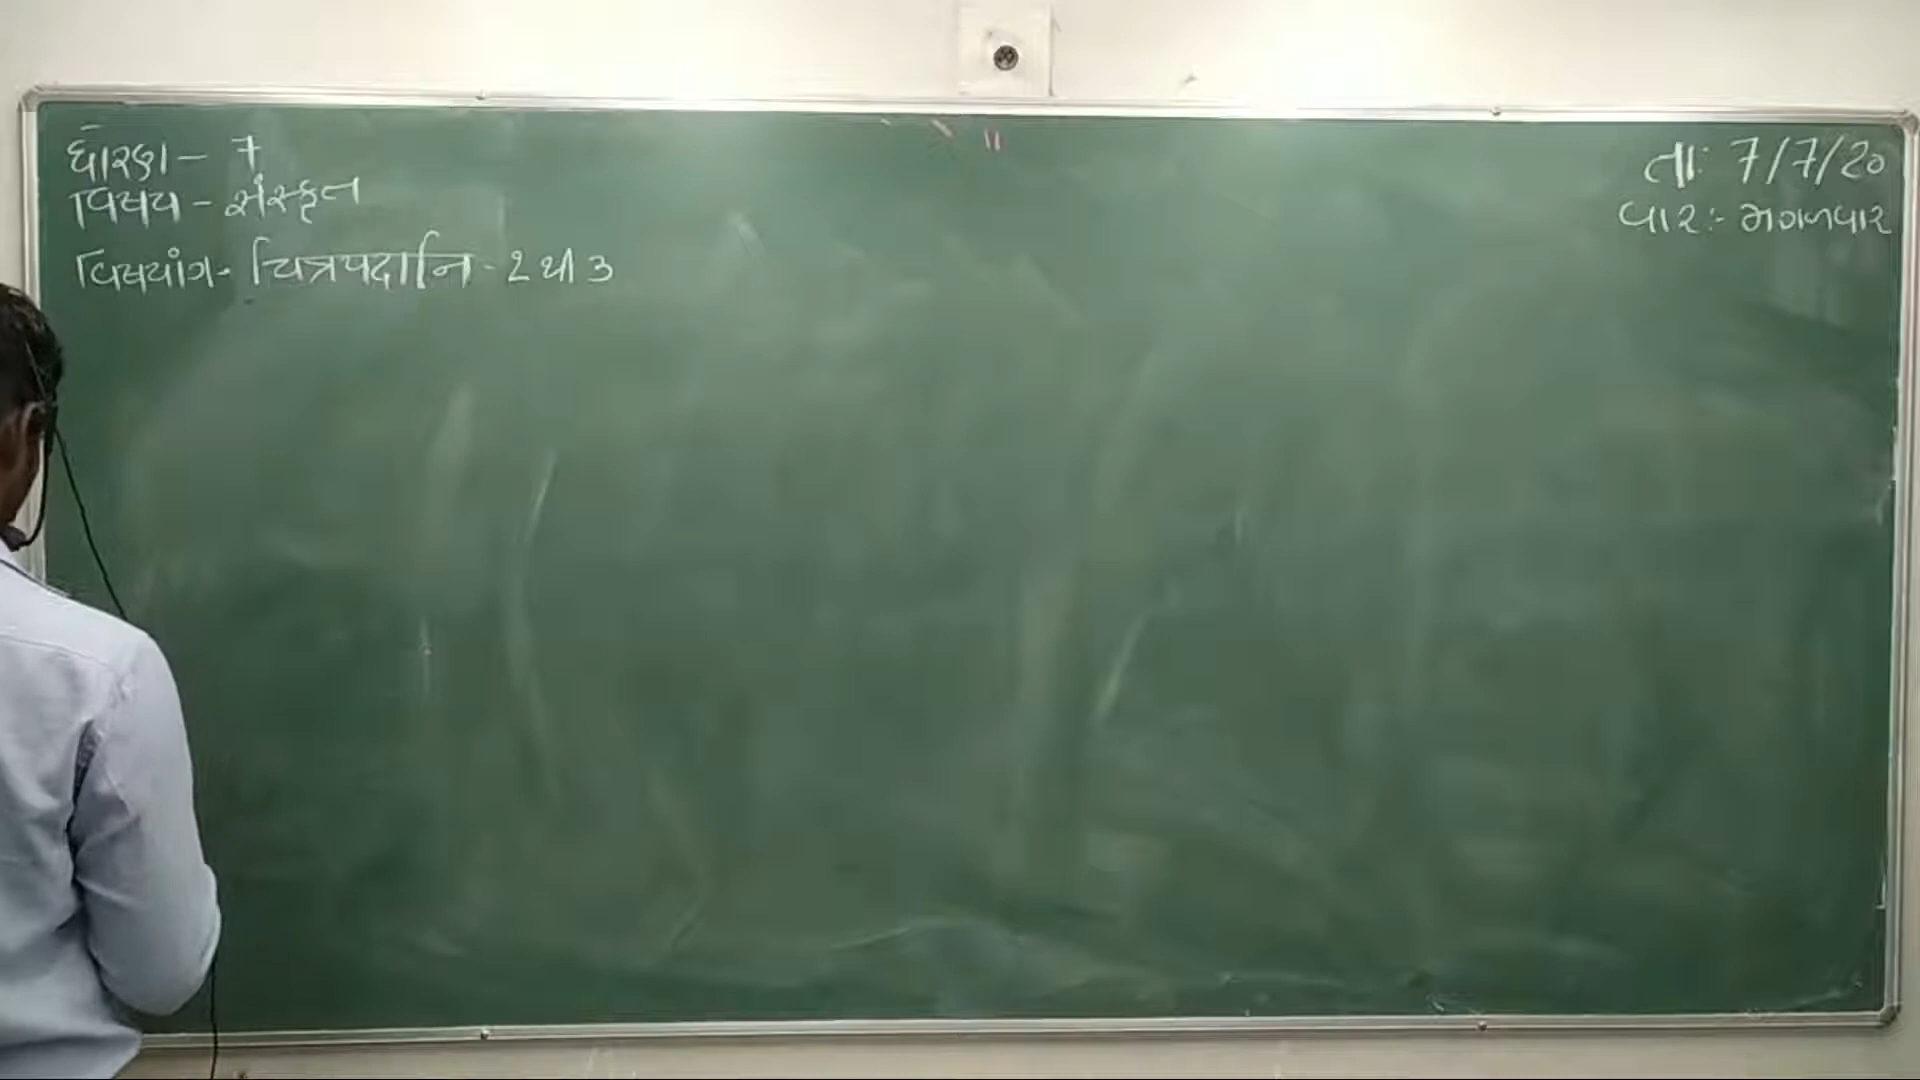 ધોરણ - 7
વિષય - સંસ્કૃત
વિષયાંગ - चित्रपदानि - 2 થી 3
તા: 7/7/20
વાર :- મંગળવાર